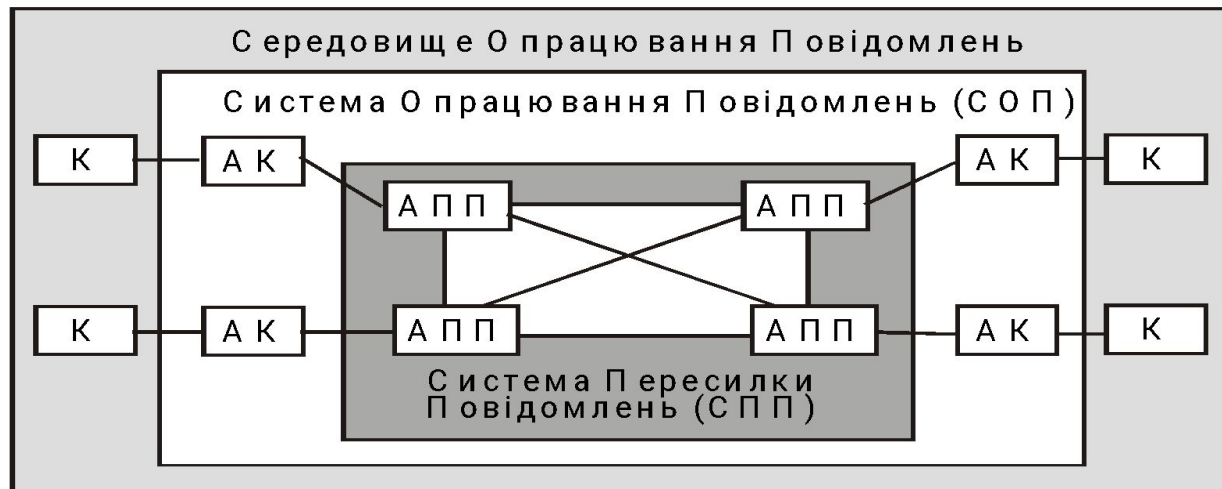 Середовище Опрацювання Повідомлень
Система Опрацювання Повідомлень (СОП)
К
АК
АПП
АПП
АК
К
К
АК
АПП
АПП
АК
К
Система Пересилки
Повідомлень (СПП)